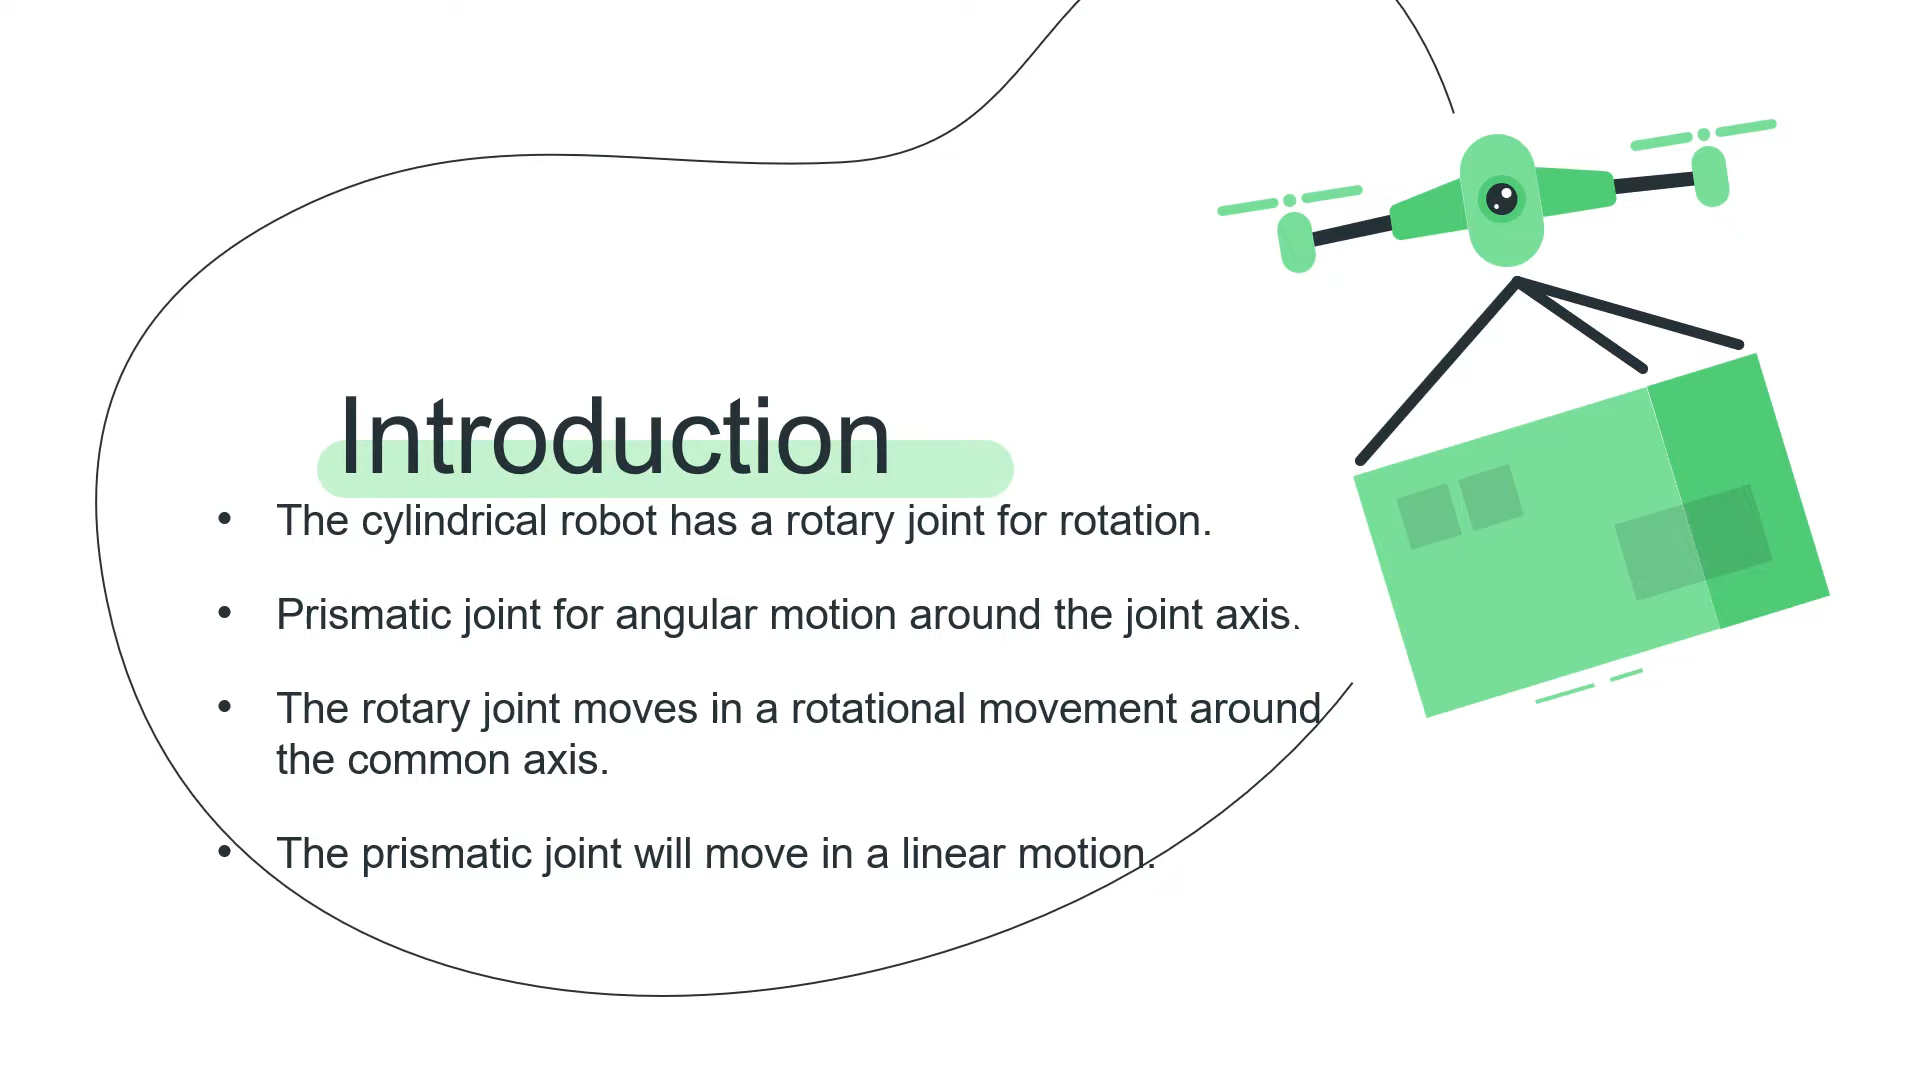 Introduction
• The cylindrical robot has a rotary joint for rotation.
• Prismatic joint for angular motion around the joint axis.
• The rotary joint moves in a rotational movement around
the common axis.
• The prismatic joint will move in a linear motion.